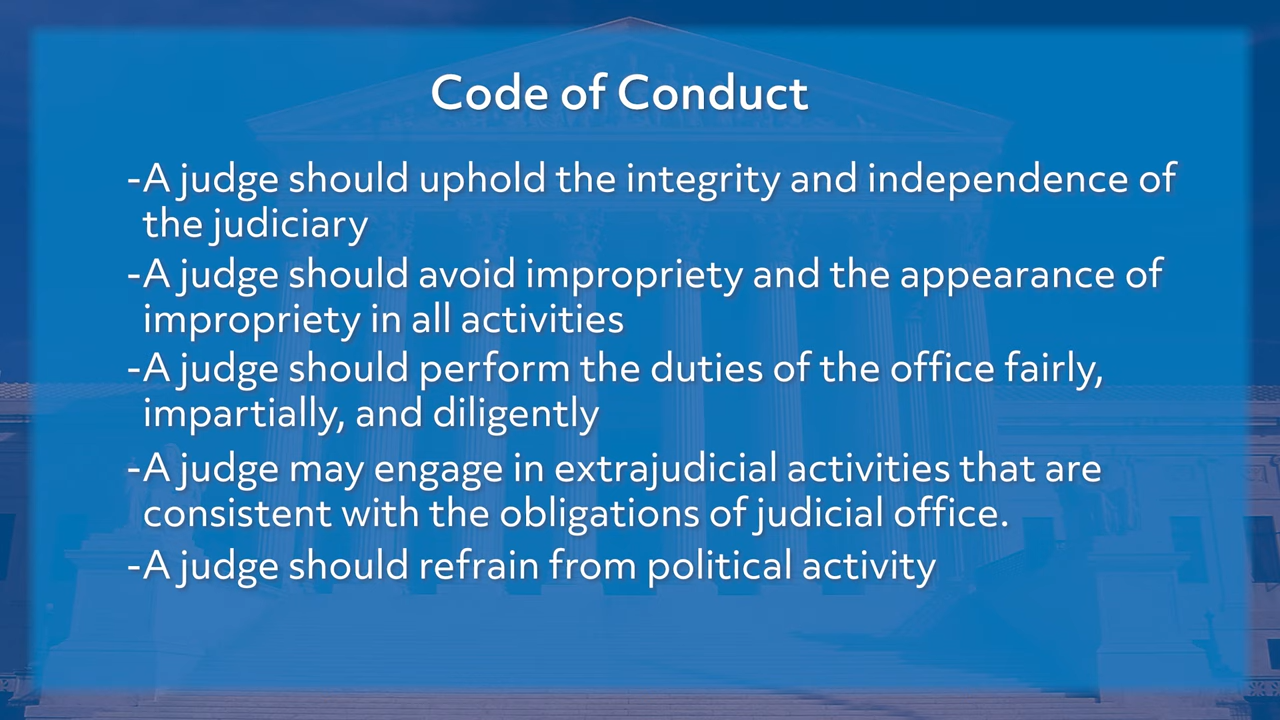 Code of Conduct
-A judge should uphold the integrity and independence of
the judiciary
-A judge should avoid impropriety and the appearance of
impropriety in all activities
-A judge should perform the duties of the office fairly,
impartially, and diligently
-A judge may engage in extrajudicial activities that are
consistent with the obligations of judicial office.
-A judge should refrain from political activity